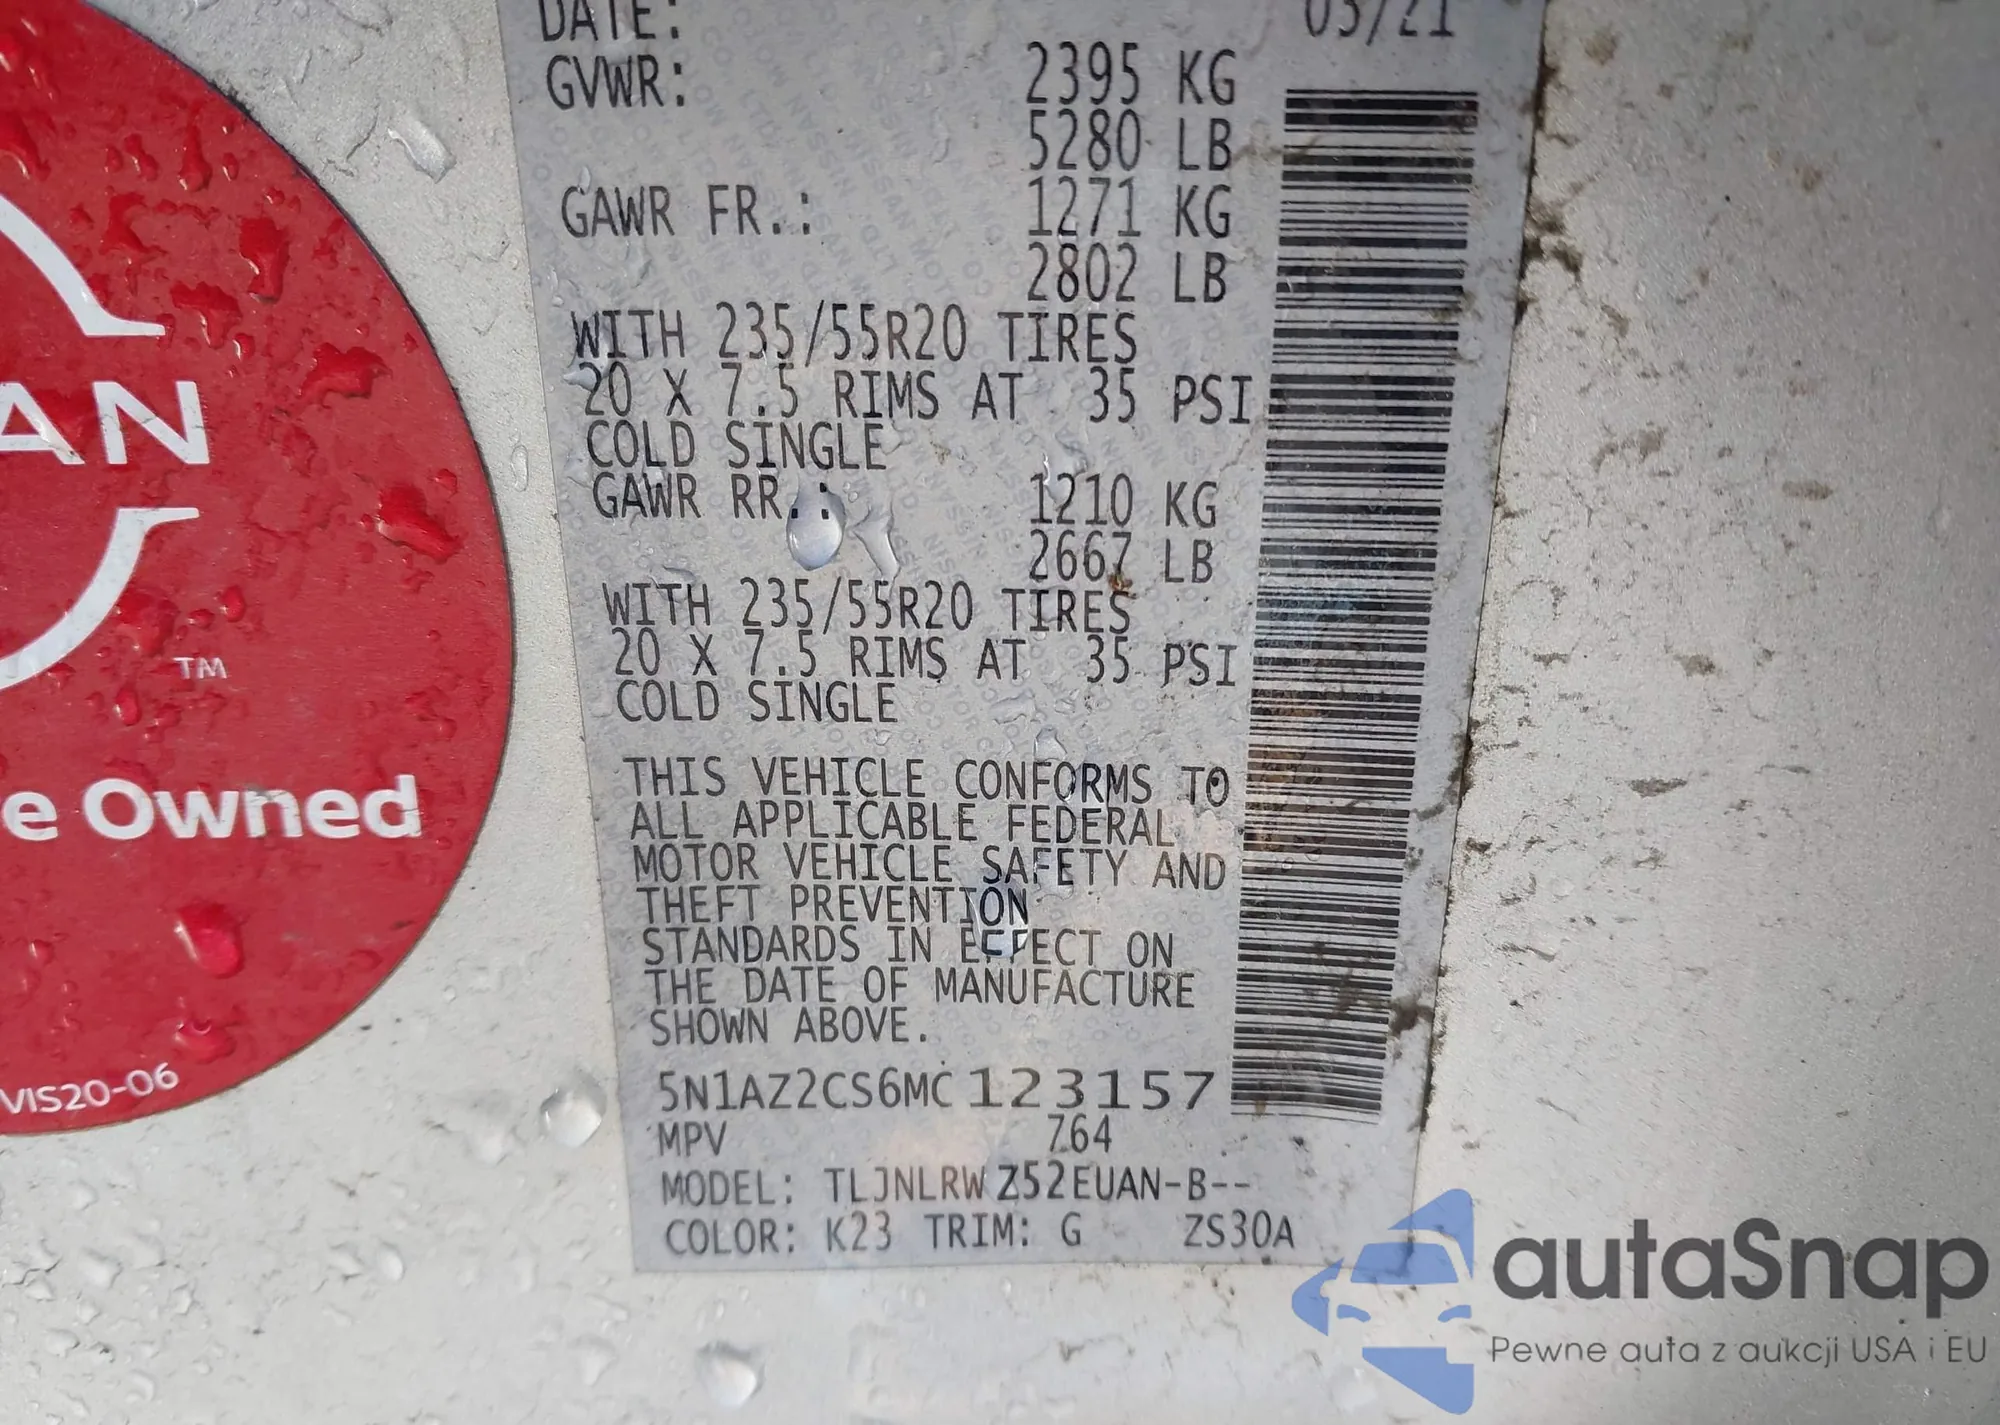 DATE: 03/21
GVWR: 2395 KG
5280 LB
GAWR FR.: 1271 KG
2802 LB
WITH 235/55R20 TIRES
20 X 7.5 RIMS AT 35 PSI
COLD SINGLE
GAWR RR.: 1210 KG
2667 LB
WITH 235/55R20 TIRES
20 X 7.5 RIMS AT 35 PSI
COLD SINGLE
THIS VEHICLE CONFORMS TO
ALL APPLICABLE FEDERAL
MOTOR VEHICLE SAFETY AND
THEFT PREVENTION
STANDARDS IN EFFECT ON
THE DATE OF MANUFACTURE
SHOWN ABOVE.
5N1AZ2CS6MC123157
MPV 764
MODEL: TLJNLRW Z52EUAN-B--
COLOR: K23 TRIM: G ZS30A
AN
TM
e Owned
VIS20-06
autaSnap
Pewne auta z aukcji USA i EU